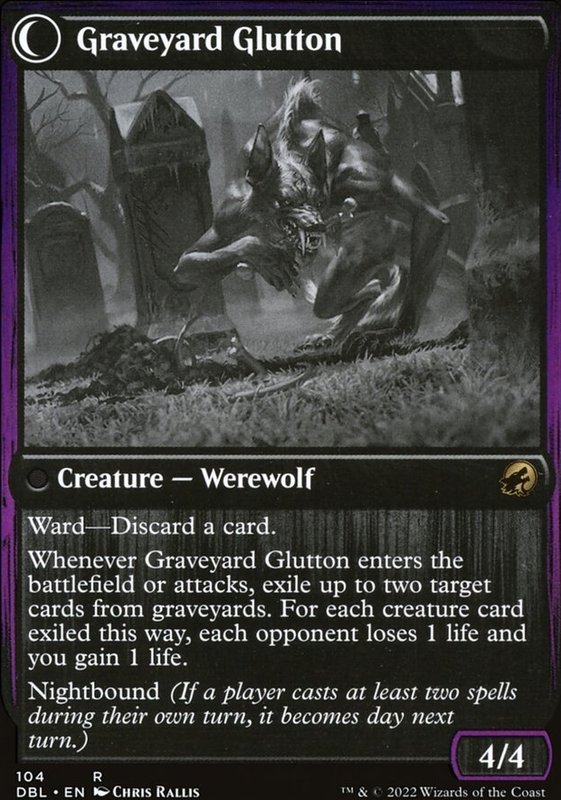 Graveyard Glutton
Creature — Werewolf
Ward—Discard a card.
Whenever Graveyard Glutton enters the
battlefield or attacks, exile up to two target
cards from graveyards. For each creature card
exiled this way, each opponent loses 1 life and
you gain 1 life.
Nightbound (If a player casts at least two spells
during their own turn, it becomes day next
turn.)
4/4
104 R
DBL • EN Chris Rallis
™ & © 2022 Wizards of the Coast